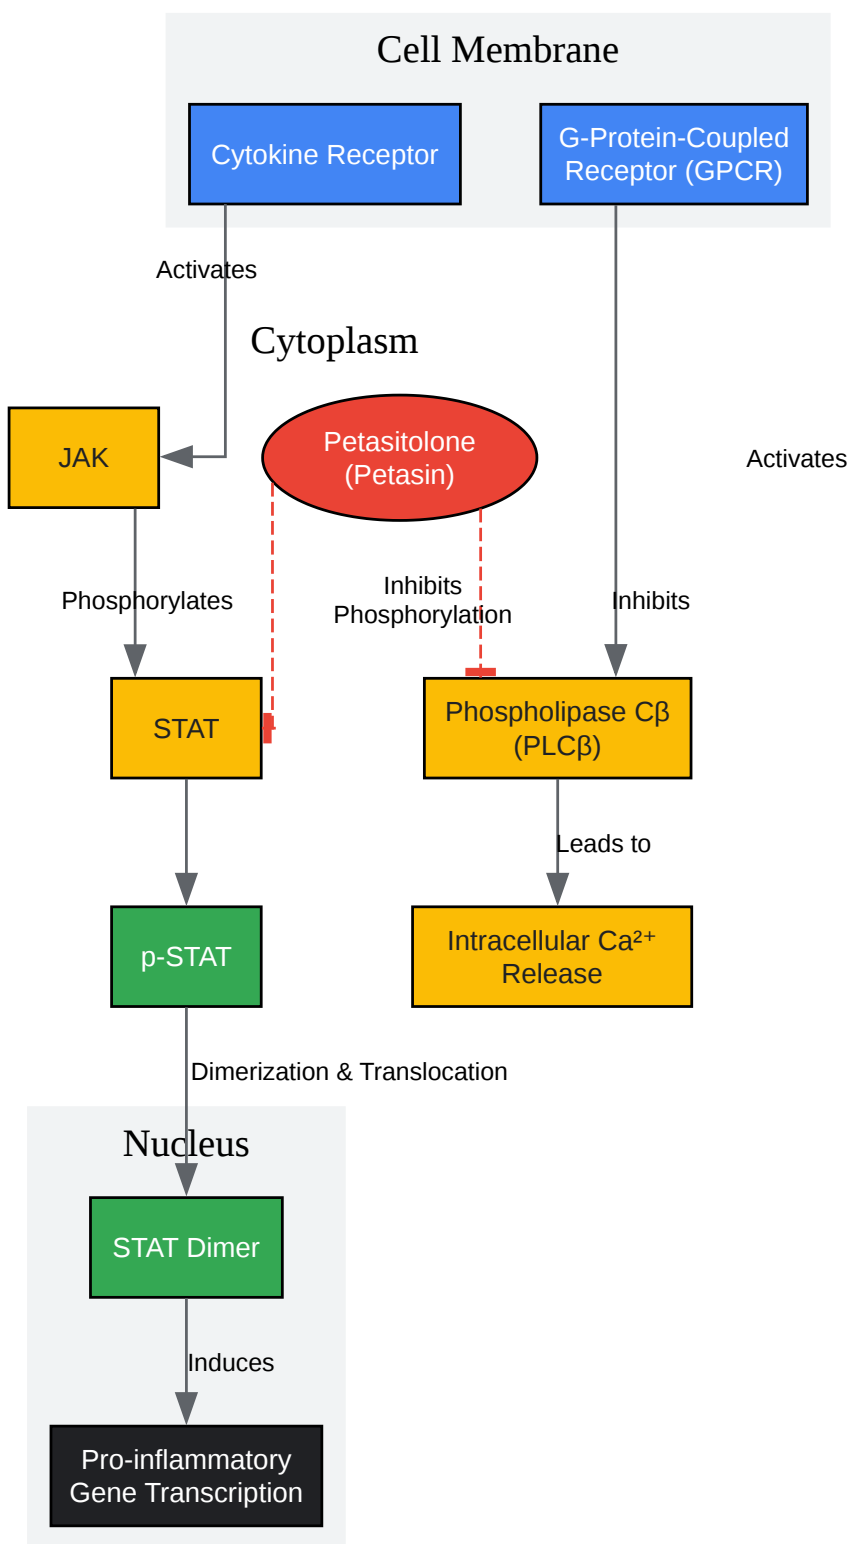 Cell Membrane
Cytokine Receptor
G-Protein-Coupled
Receptor (GPCR)
Activates
Cytoplasm
JAK
Petasitolone
(Petasin)
Activates
Phosphorylates
Inhibits
Phosphorylation
Inhibits
STAT
Phospholipase Cβ
(PLCβ)
Leads to
p-STAT
Intracellular Ca²⁺
Release
Dimerization & Translocation
Nucleus
STAT Dimer
Induces
Pro-inflammatory
Gene Transcription